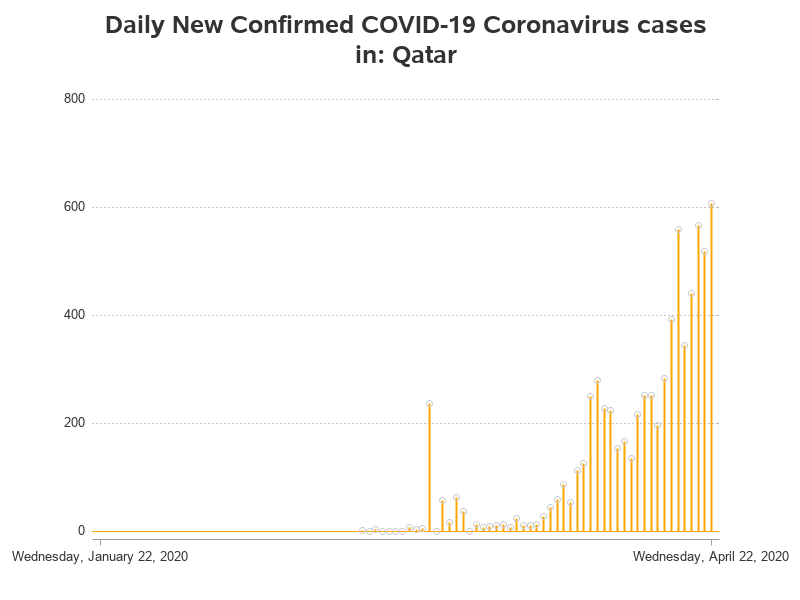 Daily New Confirmed COVID-19 Coronavirus cases
in: Qatar
800
600
400
200
0
Wednesday, January 22, 2020 Wednesday, April 22, 2020